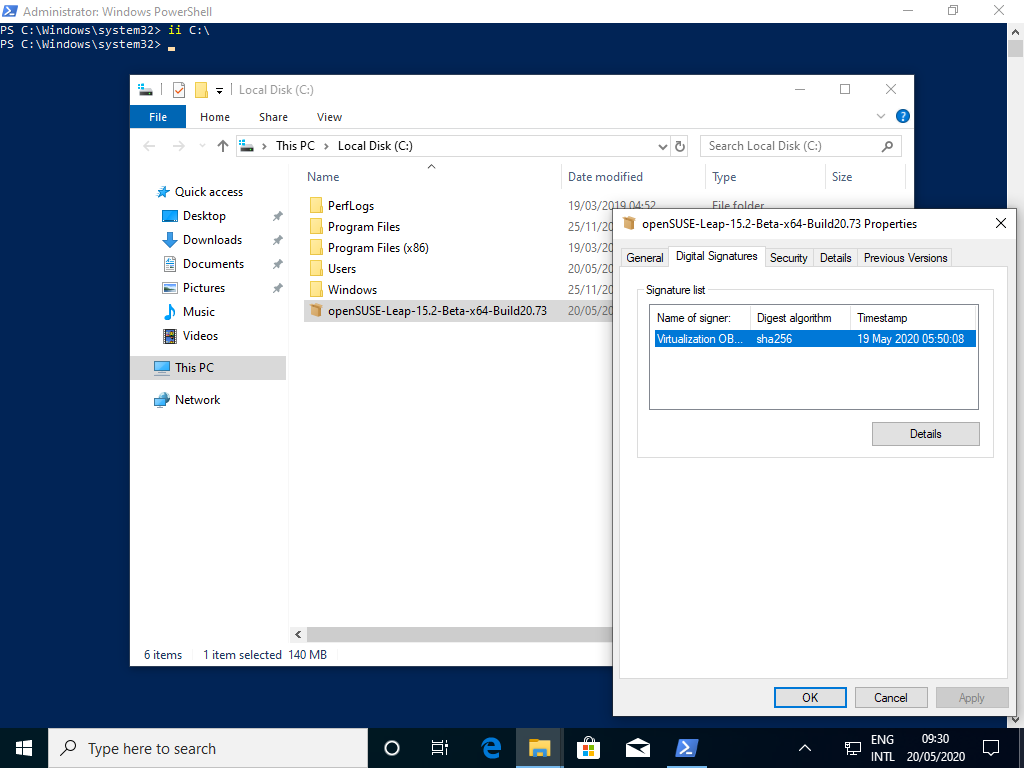 Administrator: Windows PowerShell
PS C:\Windows\system32> ii C:\
PS C:\Windows\system32> _
Local Disk (C:)
File Home Share View
This PC > Local Disk (C:)
Search Local Disk (C:)
Name Date modified Type Size
Quick access
Desktop
Downloads
Documents
Pictures
Music
Videos
This PC
Network
PerfLogs 19/03/2019 04:52 File folder
Program Files 25/11/20
Program Files (x86) 19/03/20
Users 20/05/20
Windows 25/11/20
openSUSE-Leap-15.2-Beta-x64-Build20.73 20/05/20
6 items 1 item selected 140 MB
openSUSE-Leap-15.2-Beta-x64-Build20.73 Properties
General Digital Signatures Security Details Previous Versions
Signature list
Name of signer: Digest algorithm Timestamp
Virtualization OB... sha256 19 May 2020 05:50:08
Details
OK Cancel Apply
Type here to search
ENG
INTL
09:30
20/05/2020